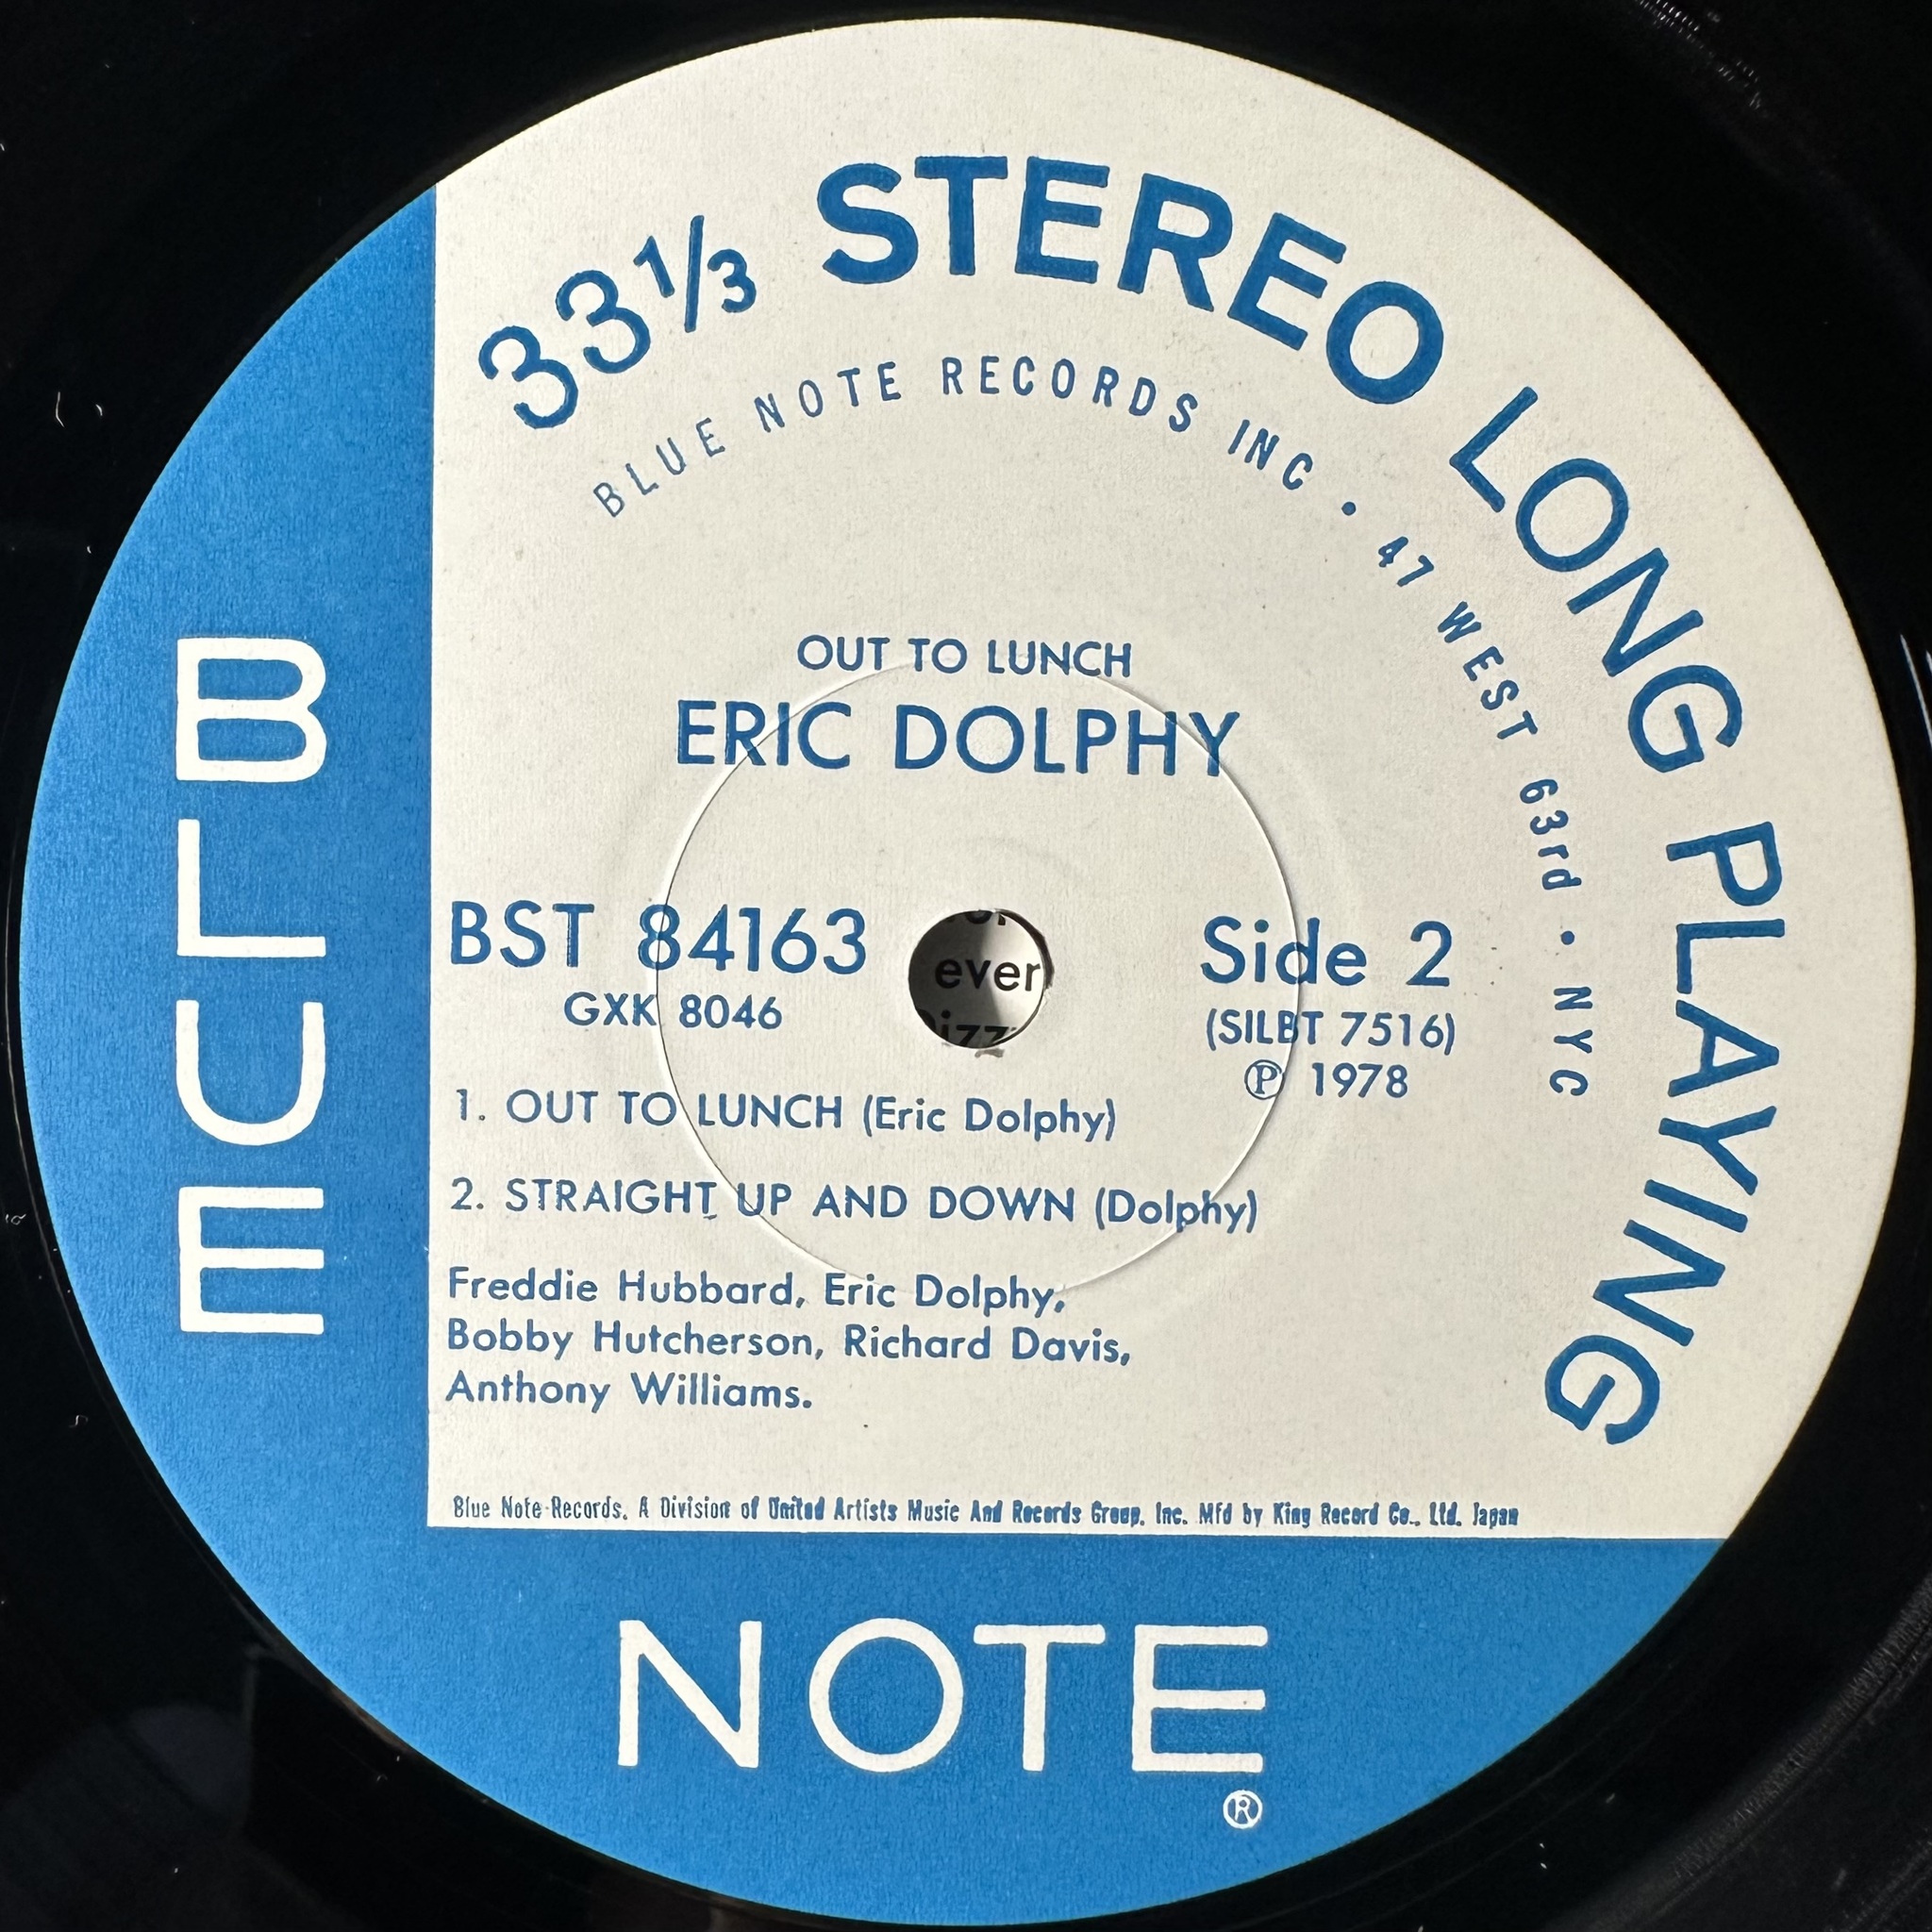 33⅓ STEREO LONG PLAYING
BLUE NOTE RECORDS INC • 47 WEST 63rd • NYC
OUT TO LUNCH
ERIC DOLPHY
BST 84163
GXK 8046
ever
Side 2
(SILBT 7516)
Ⓟ 1978
1. OUT TO LUNCH (Eric Dolphy)
2. STRAIGHT UP AND DOWN (Dolphy)
Freddie Hubbard, Eric Dolphy,
Bobby Hutcherson, Richard Davis,
Anthony Williams.
Blue Note Records, A Division of United Artists Music And Records Group, Inc. Mfd by King Record Co., Ltd. Japan
BLUE
NOTE
®